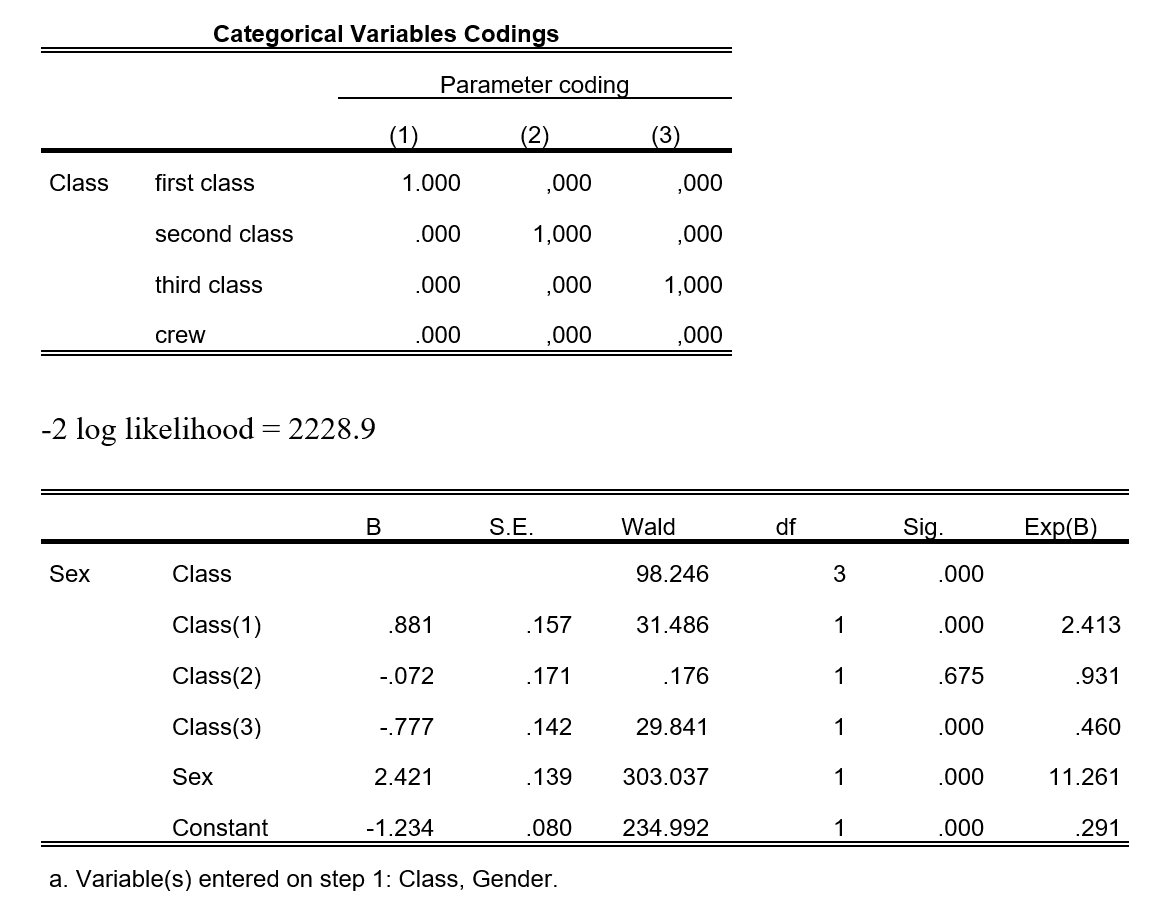 Categorical Variables Codings
Parameter coding
(1) (2) (3)
Class first class 1.000 ,000 ,000
second class .000 1,000 ,000
third class .000 ,000 1,000
crew .000 ,000 ,000
-2 log likelihood = 2228.9
B S.E. Wald df Sig. Exp(B)
Sex Class 98.246 3 .000
Class(1) .881 .157 31.486 1 .000 2.413
Class(2) -.072 .171 .176 1 .675 .931
Class(3) -.777 .142 29.841 1 .000 .460
Sex 2.421 .139 303.037 1 .000 11.261
Constant -1.234 .080 234.992 1 .000 .291
a. Variable(s) entered on step 1: Class, Gender.